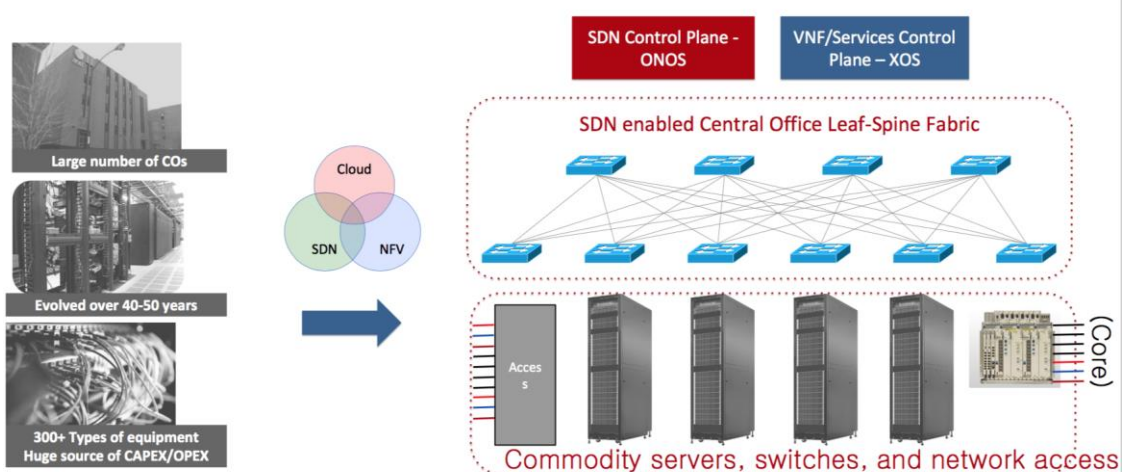 Large number of COs
Evolved over 40-50 years
300+ Types of equipment
Huge source of CAPEX/OPEX
Cloud
SDN
NFV
SDN Control Plane -
ONOS
VNF/Services Control
Plane – XOS
SDN enabled Central Office Leaf-Spine Fabric
Acces
s
(Core)
Commodity servers, switches, and network access